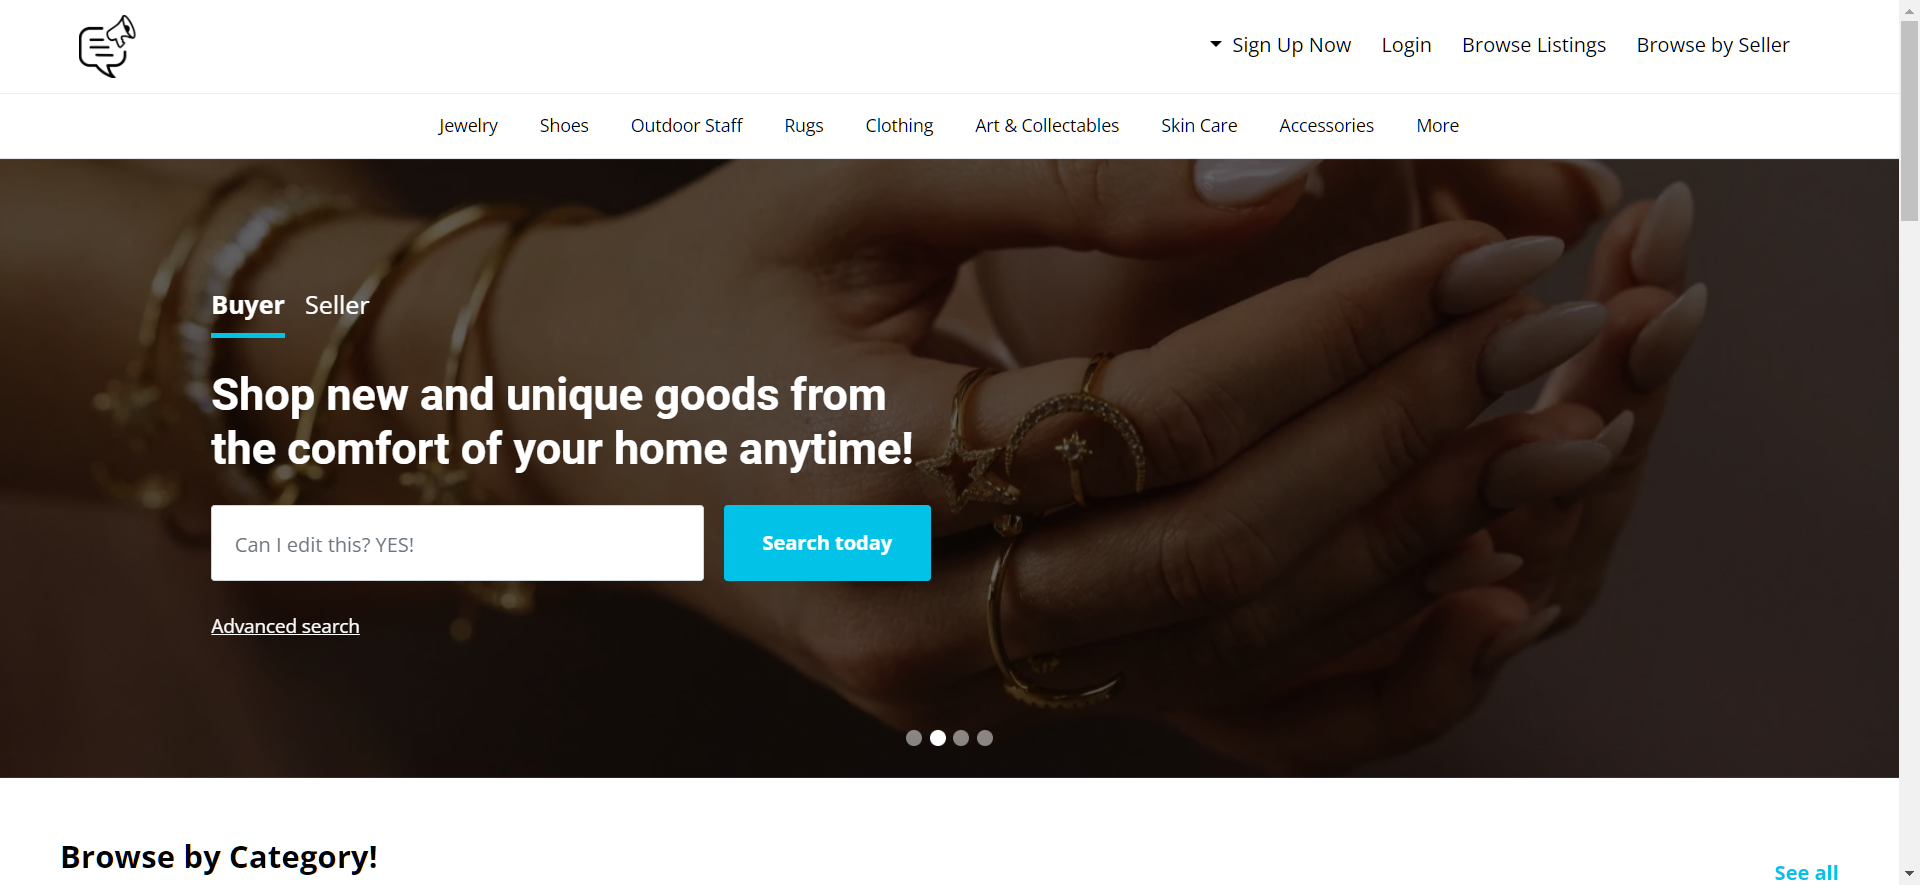 Sign Up Now Login Browse Listings Browse by Seller
Jewelry Shoes Outdoor Staff Rugs Clothing Art & Collectables Skin Care Accessories More
Buyer Seller
Shop new and unique goods from
the comfort of your home anytime!
Can I edit this? YES!
Search today
Advanced search
Browse by Category!
See all